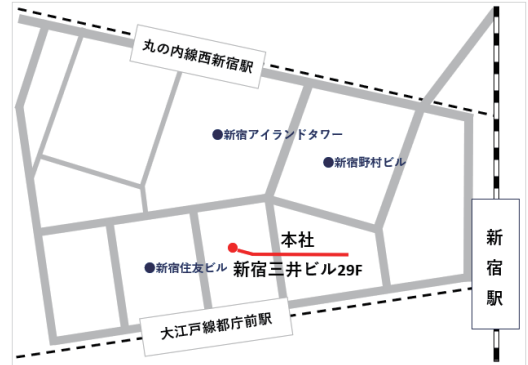 丸の内線西新宿駅
●新宿アイランドタワー
●新宿野村ビル
新宿駅
本社
●新宿住友ビル
新宿三井ビル29F
大江戸線都庁前駅